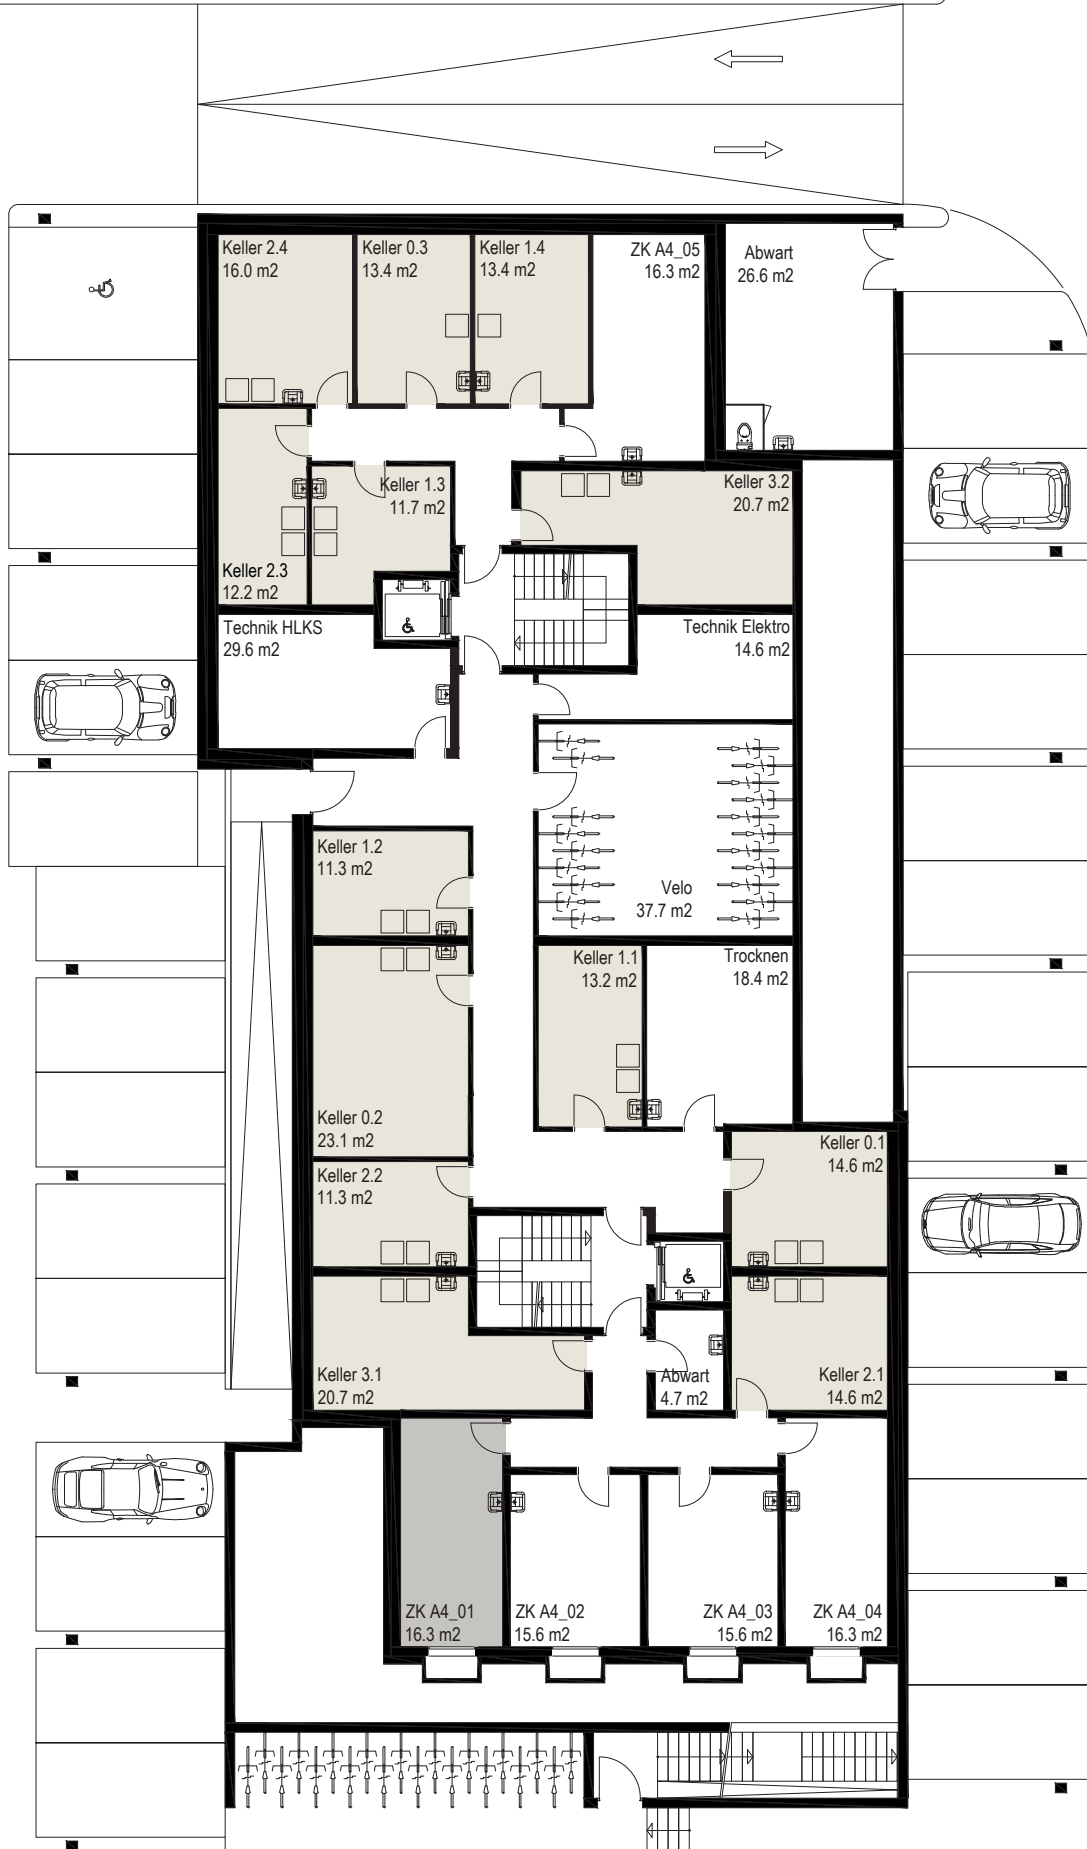 Keller 2.4
16.0 m2
Keller 0.3
13.4 m2
Keller 1.4
13.4 m2
ZK A4_05
16.3 m2
Abwart
26.6 m2
Keller 1.3
11.7 m2
Keller 3.2
20.7 m2
Keller 2.3
12.2 m2
Technik HLKS
29.6 m2
Technik Elektro
14.6 m2
Keller 1.2
11.3 m2
Velo
37.7 m2
Keller 1.1
13.2 m2
Trocknen
18.4 m2
Keller 0.2
23.1 m2
Keller 0.1
14.6 m2
Keller 2.2
11.3 m2
Keller 3.1
20.7 m2
Abwart
4.7 m2
Keller 2.1
14.6 m2
ZK A4_01
16.3 m2
ZK A4_02
15.6 m2
ZK A4_03
15.6 m2
ZK A4_04
16.3 m2